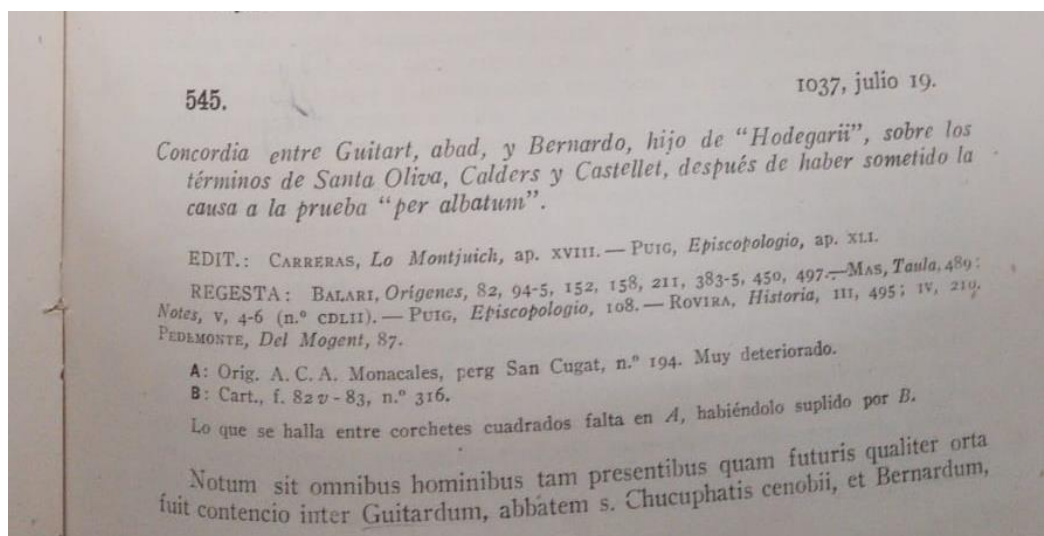 545.
1037, julio 19.
Concordia entre Guitart, abad, y Bernardo, hijo de “Hodegarii”, sobre los
términos de Santa Oliva, Calders y Castellet, después de haber sometido la
causa a la prueba “per albatum”.
EDIT.: CARRERAS, Lo Montjuich, ap. XVIII. — PUIG, Episcopologio, ap. XLI.
REGESTA: BALARI, Orígenes, 82, 94-5, 152, 158, 211, 383-5, 450, 497.—MAS, Taula, 489:
Notes, V, 4-6 (n.º CDLII). — PUIG, Episcopologio, 108. — ROVIRA, Historia, III, 495; IV, 219.
PEDEMONTE, Del Mogent, 87.
A: Orig. A. C. A. Monacales, perg San Cugat, n.º 194. Muy deteriorado.
B: Cart., f. 82 v - 83, n.º 316.
Lo que se halla entre corchetes cuadrados falta en A, habiéndolo suplido por B.
Notum sit omnibus hominibus tam presentibus quam futuris qualiter orta
fuit contencio inter Guitardum, abbatem s. Chucuphatis cenobii, et Bernardum,